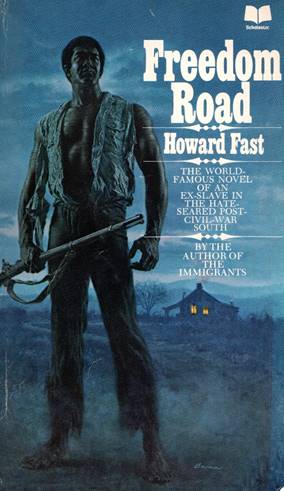 Scholastic
Freedom
Road
Howard Fast
THE WORLD-
FAMOUS NOVEL
OF AN
EX-SLAVE IN
THE HATE-
SEARED POST-
CIVIL-WAR
SOUTH
BY THE
AUTHOR OF
THE
IMMIGRANTS